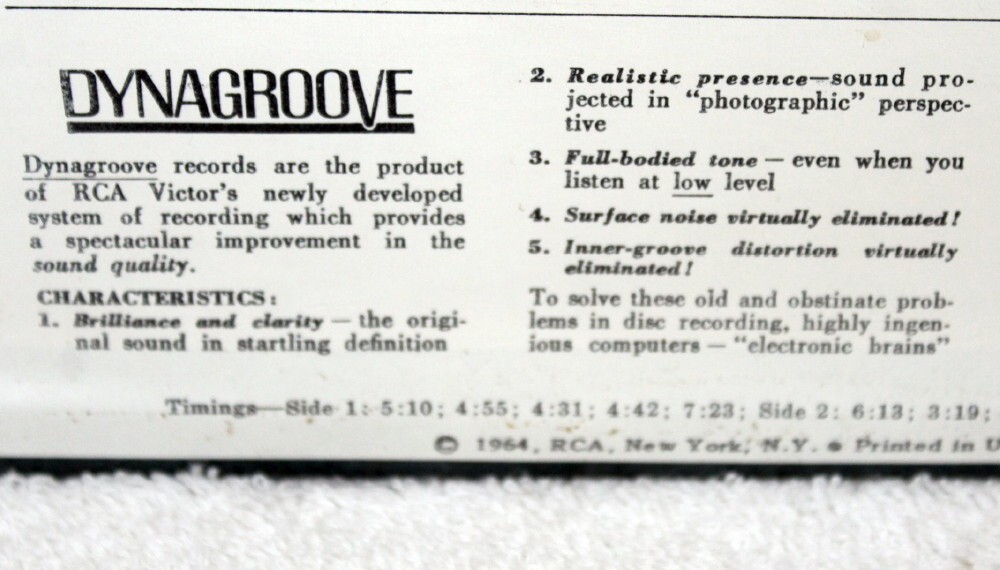 DYNAGROOVE
Dynagroove records are the product
of RCA Victor's newly developed
system of recording which provides
a spectacular improvement in the
sound quality.
CHARACTERISTICS:
1. Brilliance and clarity — the origi-
nal sound in startling definition
2. Realistic presence—sound pro-
jected in “photographic” perspec-
tive
3. Full-bodied tone — even when you
listen at low level
4. Surface noise virtually eliminated!
5. Inner-groove distortion virtually
eliminated!
To solve these old and obstinate prob-
lems in disc recording, highly ingen-
ious computers — “electronic brains”
Timings—Side 1: 5:10; 4:55; 4:31; 4:42; 7:23; Side 2: 6:13; 3:19;
© 1964, RCA, New York, N.Y. • Printed in U